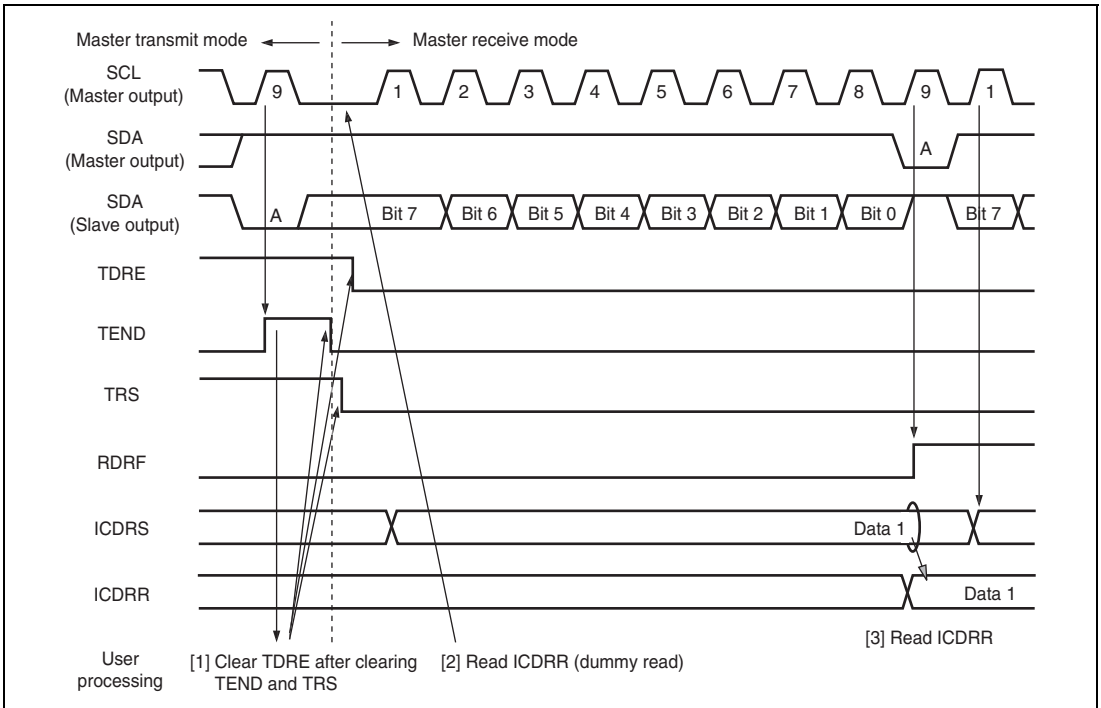 Master transmit mode
Master receive mode
SCL
(Master output)
9
1
2
3
4
5
6
7
8
9
1
SDA
(Master output)
A
SDA
(Slave output)
A
Bit 7
Bit 6
Bit 5
Bit 4
Bit 3
Bit 2
Bit 1
Bit 0
Bit 7
TDRE
TEND
TRS
RDRF
ICDRS
Data 1
ICDRR
Data 1
User
processing
[1] Clear TDRE after clearing
TEND and TRS
[2] Read ICDRR (dummy read)
[3] Read ICDRR